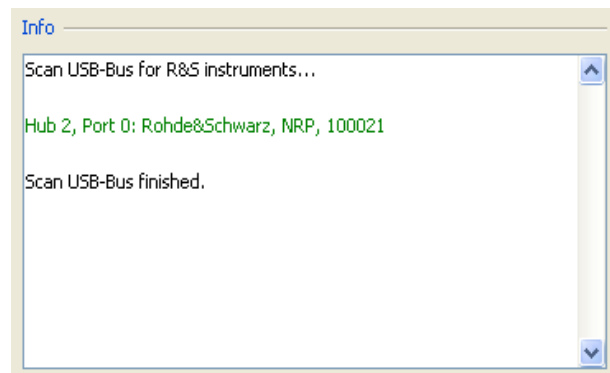 Info
Scan USB-Bus for R&S instruments...
Hub 2, Port 0: Rohde&Schwarz, NRP, 100021
Scan USB-Bus finished.